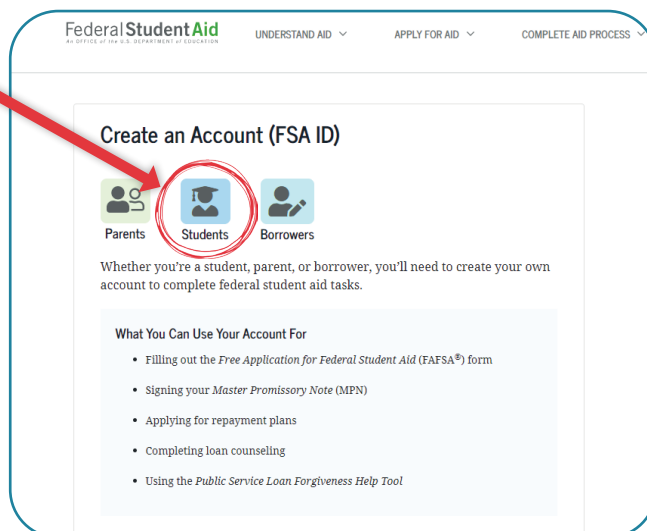 Federal Student Aid
An OFFICE of the U.S. DEPARTMENT of EDUCATION
UNDERSTAND AID
APPLY FOR AID
COMPLETE AID PROCESS
Create an Account (FSA ID)
Parents
Students
Borrowers
Whether you're a student, parent, or borrower, you'll need to create your own
account to complete federal student aid tasks.
What You Can Use Your Account For
• Filling out the Free Application for Federal Student Aid (FAFSA®) form
• Signing your Master Promissory Note (MPN)
• Applying for repayment plans
• Completing loan counseling
• Using the Public Service Loan Forgiveness Help Tool